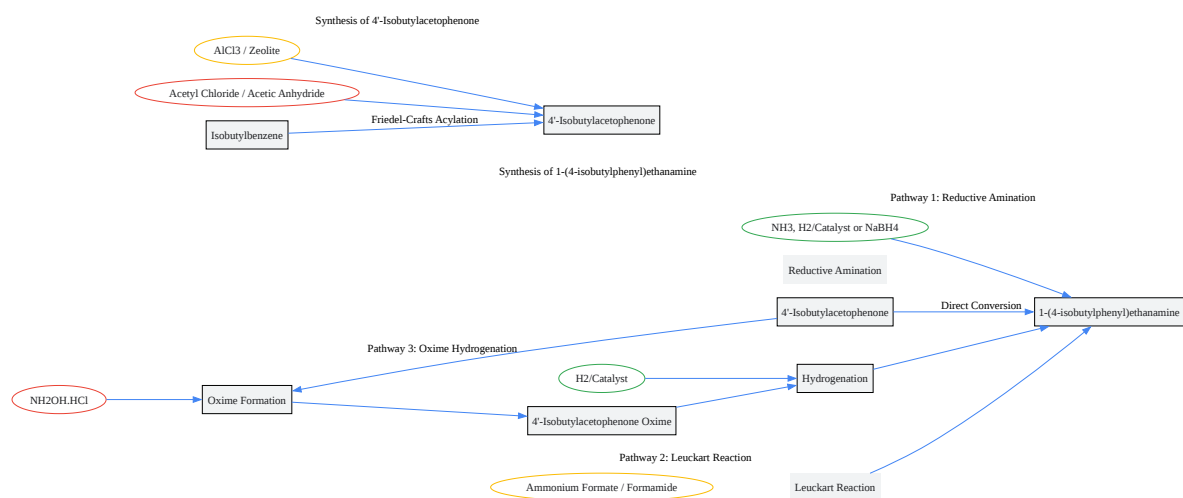 Synthesis of 4'-Isobutylacetophenone
AlCl3 / Zeolite
Acetyl Chloride / Acetic Anhydride
Friedel-Crafts Acylation
4'-Isobutylacetophenone
Isobutylbenzene
Synthesis of 1-(4-isobutylphenyl)ethanamine
Pathway 1: Reductive Amination
NH3, H2/Catalyst or NaBH4
Reductive Amination
4'-Isobutylacetophenone
Direct Conversion
1-(4-isobutylphenyl)ethanamine
Pathway 3: Oxime Hydrogenation
H2/Catalyst
Hydrogenation
NH2OH.HCl
Oxime Formation
4'-Isobutylacetophenone Oxime
Pathway 2: Leuckart Reaction
Ammonium Formate / Formamide
Leuckart Reaction